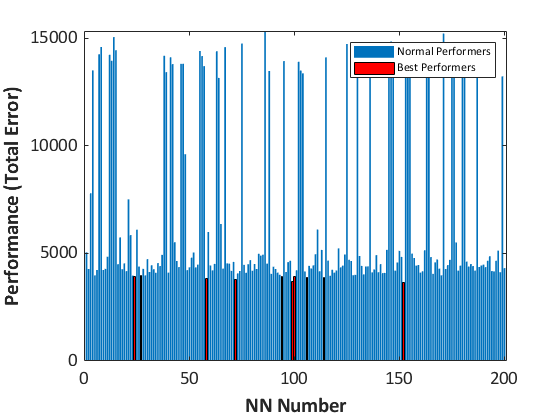 15000
10000
5000
0
Performance (Total Error)
Normal Performers
Best Performers
0
50
100
150
200
NN Number